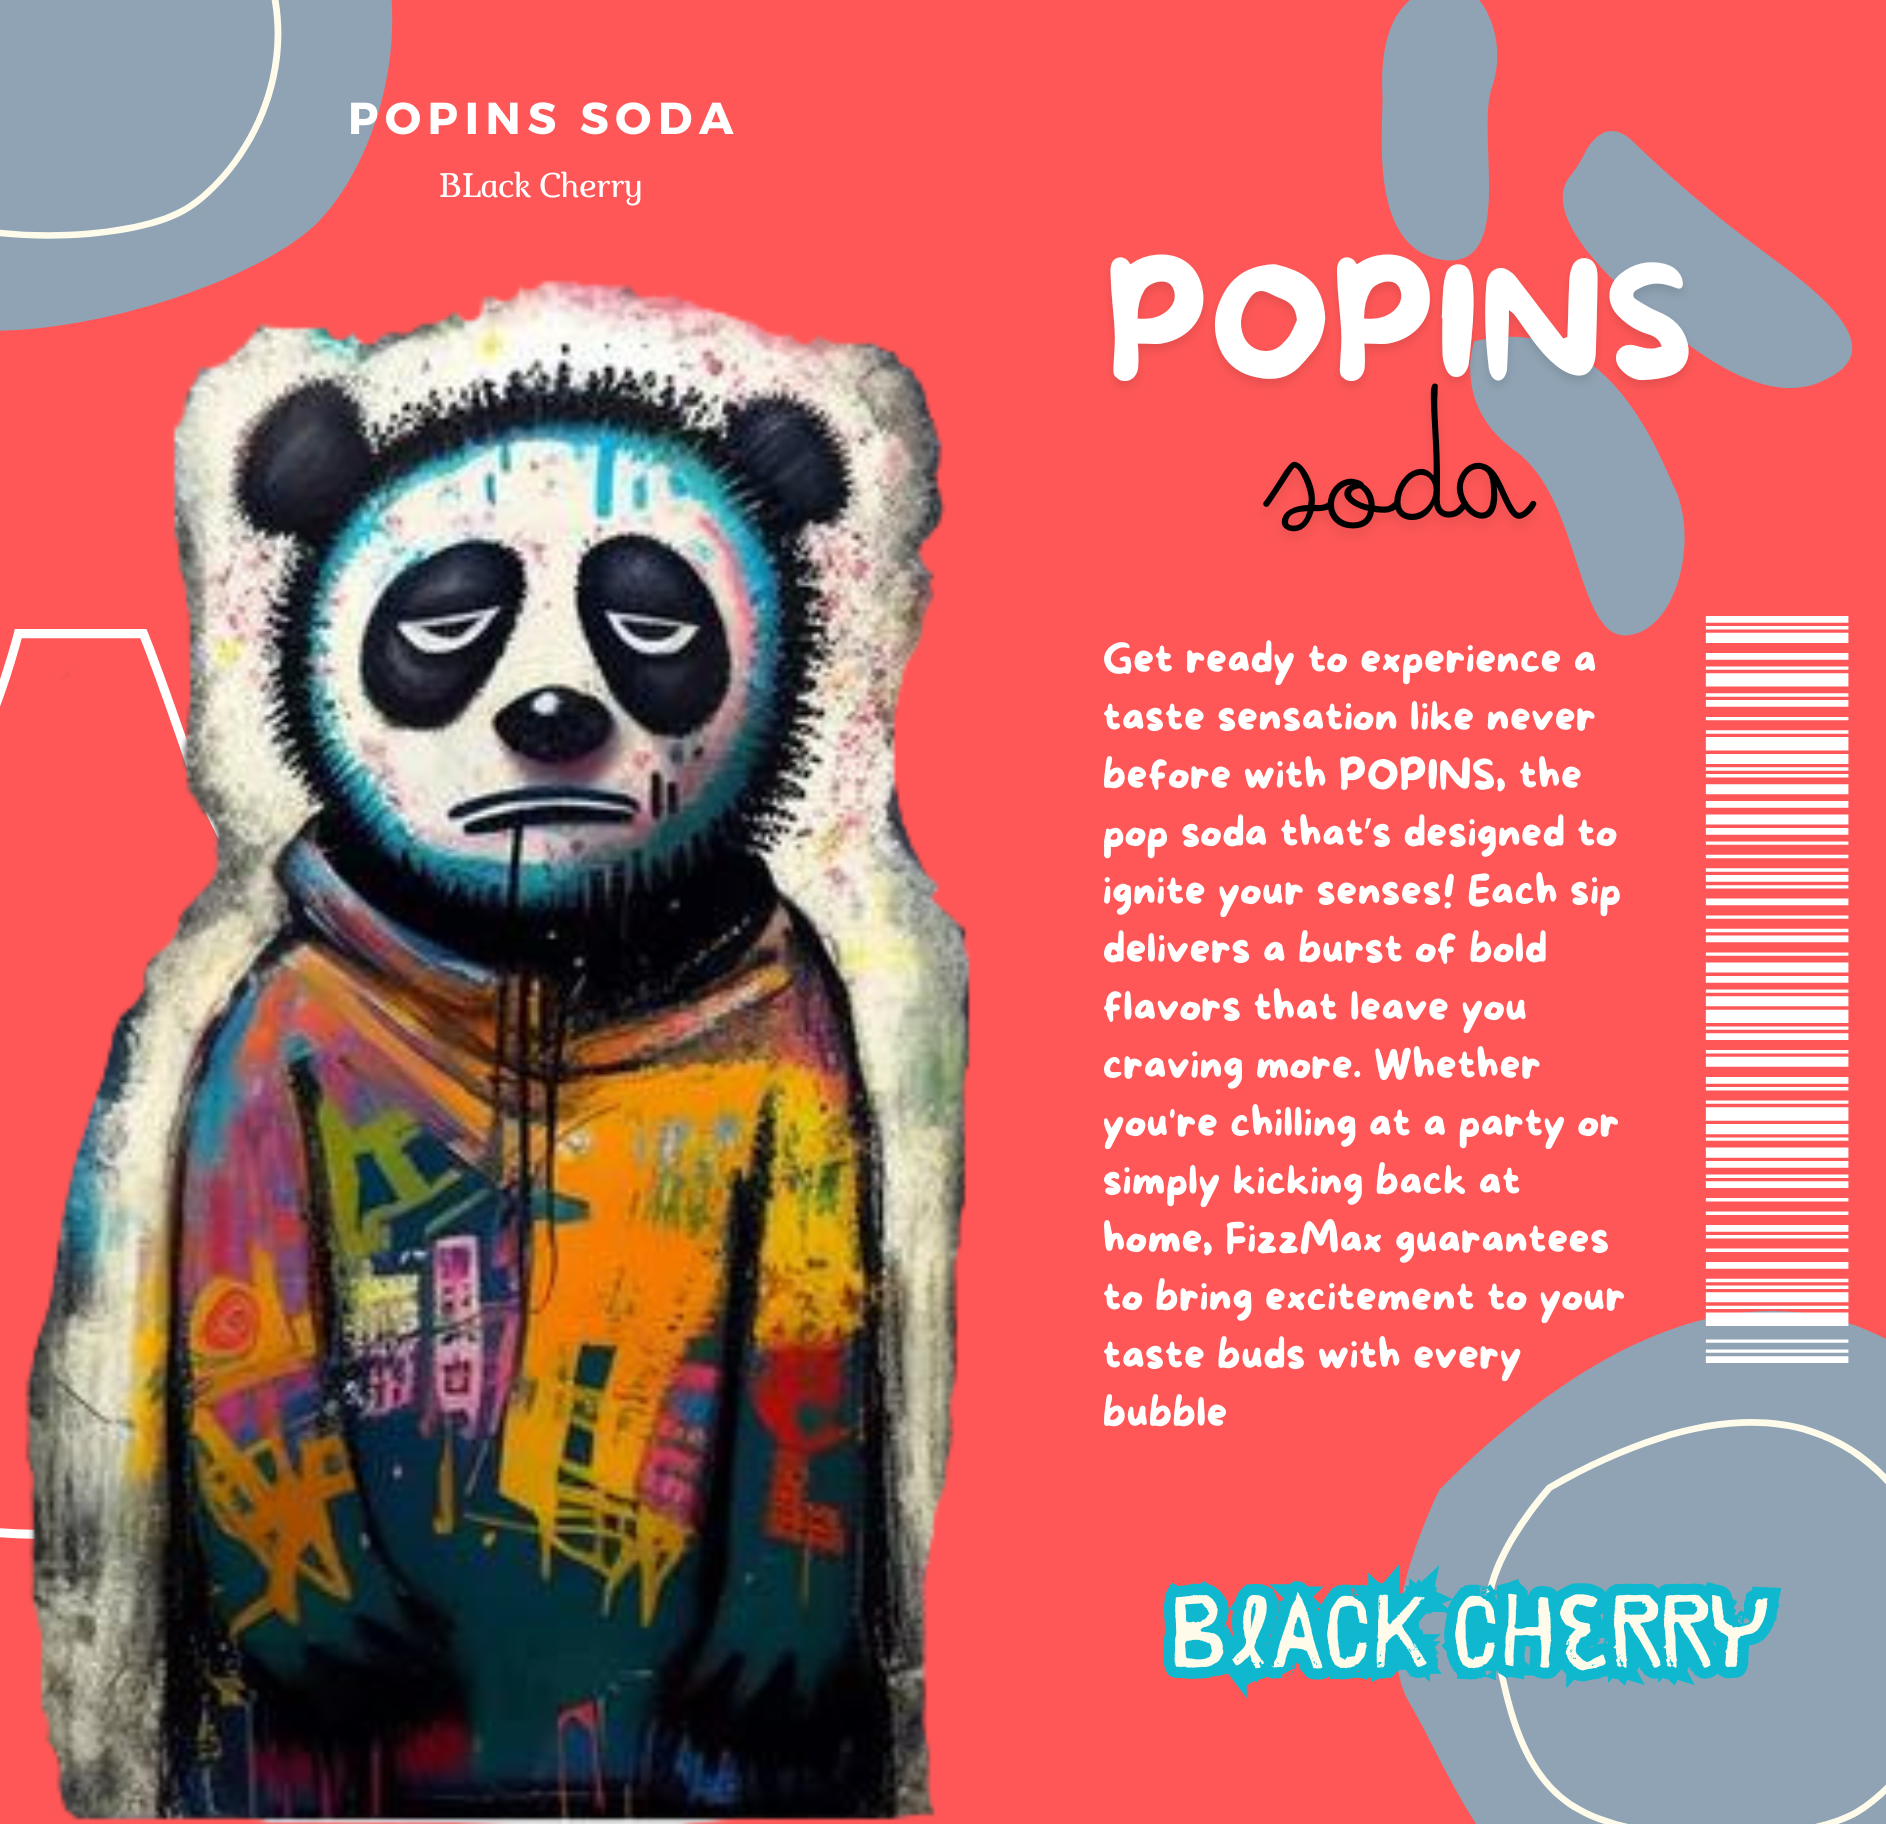 POPINS SODA
BLack Cherry
POPINS
soda
Get ready to experience a
taste sensation like never
before with POPINS, the
pop soda that's designed to
ignite your senses! Each sip
delivers a burst of bold
flavors that leave you
craving more. Whether
you're chilling at a party or
simply kicking back at
home, FizzMax guarantees
to bring excitement to your
taste buds with every
bubble
BlACK CHERRY